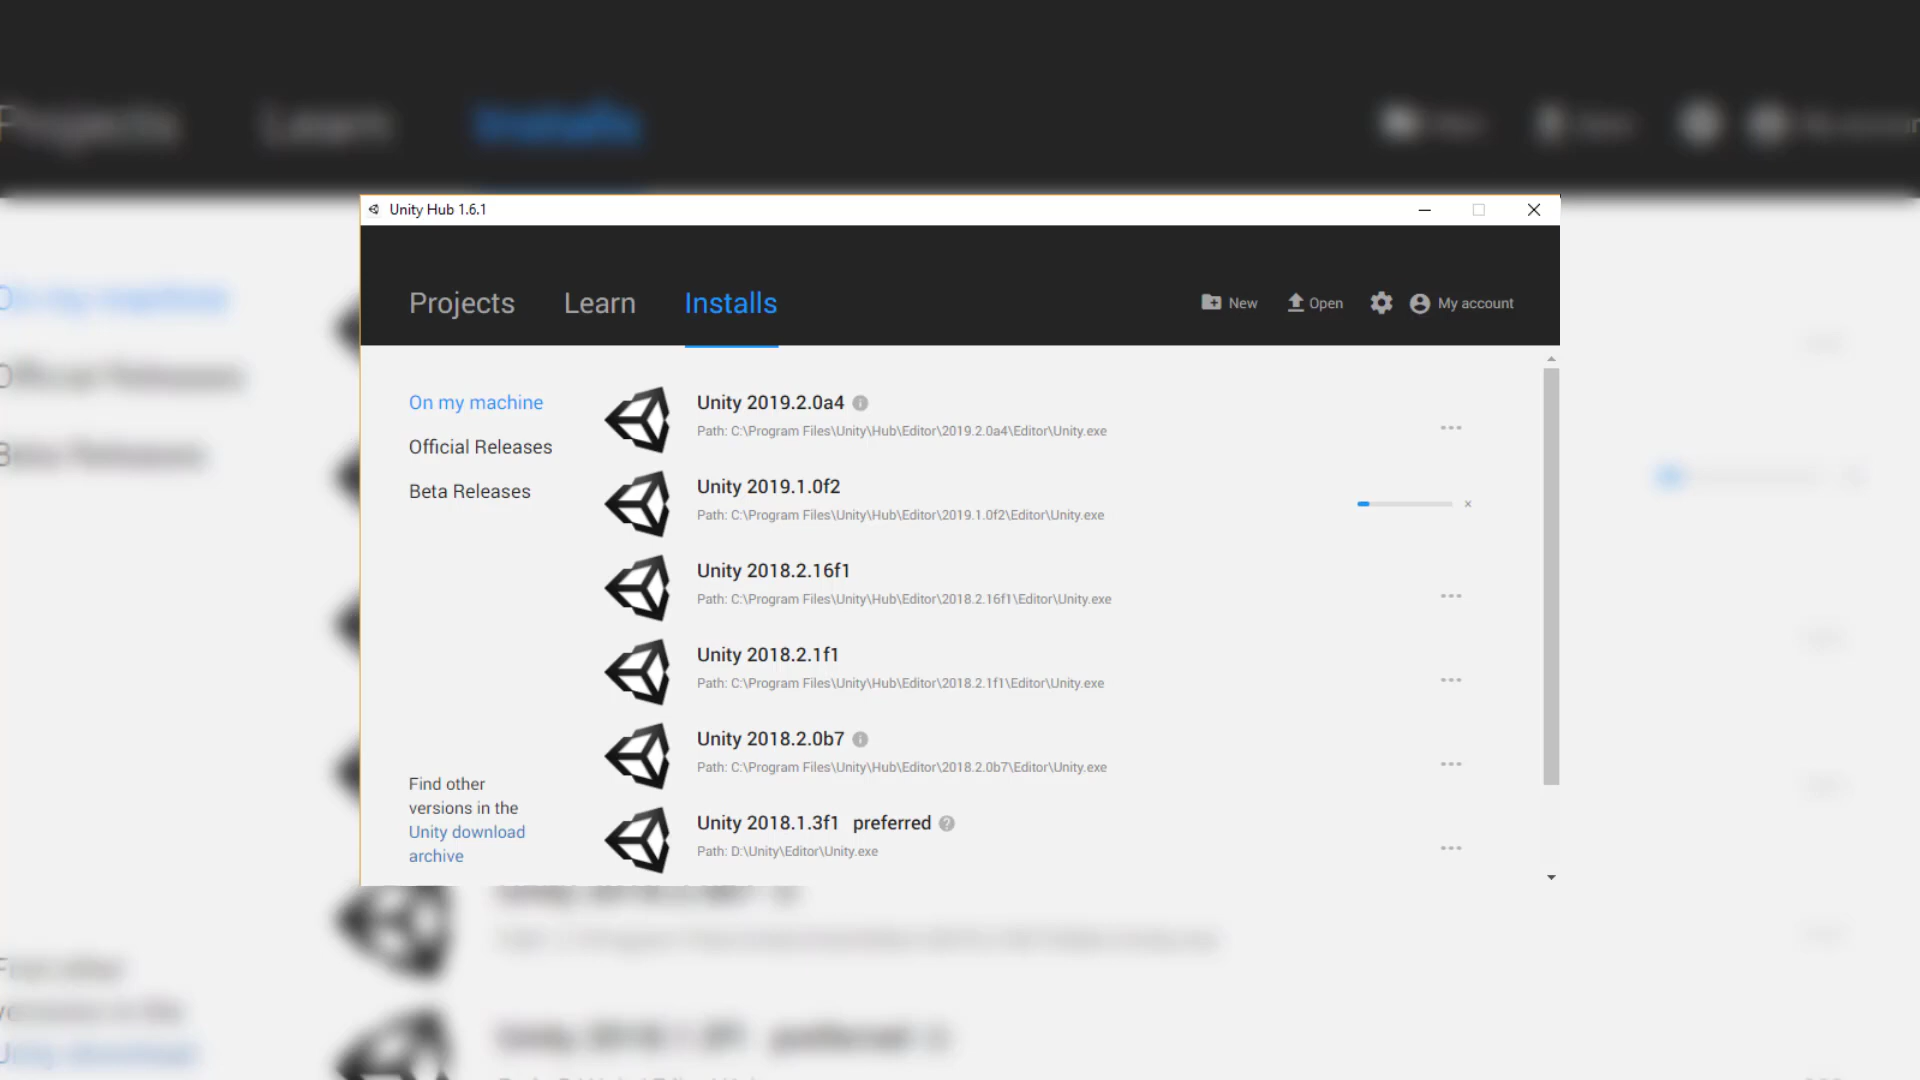 Projects Learn Installs
Unity Hub 1.6.1
Projects Learn Installs New Open My account
On my machine
Official Releases
Beta Releases
Unity 2019.2.0a4
Path: C:\Program Files\Unity\Hub\Editor\2019.2.0a4\Editor\Unity.exe
Unity 2019.1.0f2
Path: C:\Program Files\Unity\Hub\Editor\2019.1.0f2\Editor\Unity.exe
Unity 2018.2.16f1
Path: C:\Program Files\Unity\Hub\Editor\2018.2.16f1\Editor\Unity.exe
Unity 2018.2.1f1
Path: C:\Program Files\Unity\Hub\Editor\2018.2.1f1\Editor\Unity.exe
Unity 2018.2.0b7
Path: C:\Program Files\Unity\Hub\Editor\2018.2.0b7\Editor\Unity.exe
Unity 2018.1.3f1 preferred
Path: D:\Unity\Editor\Unity.exe
Find other
versions in the
Unity download
archive